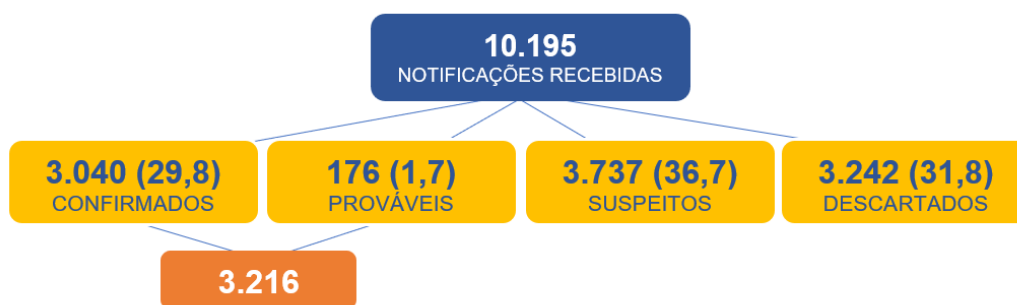 10.195
NOTIFICAÇÕES RECEBIDAS
3.040 (29,8)
CONFIRMADOS
176 (1,7)
PROVÁVEIS
3.737 (36,7)
SUSPEITOS
3.242 (31,8)
DESCARTADOS
3.216